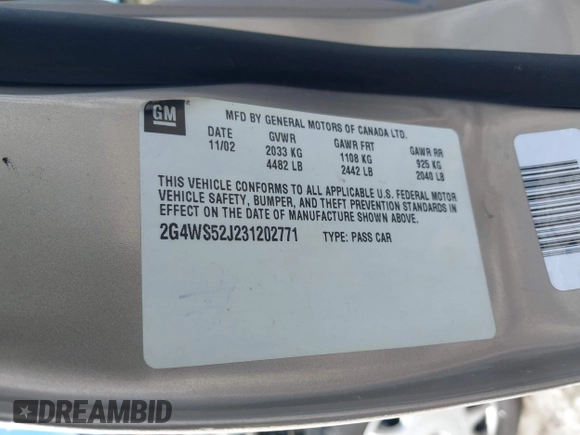 GM
MFD BY GENERAL MOTORS OF CANADA LTD.
DATE GVWR GAWR FRT GAWR RR
11/02 2033 KG 1108 KG 925 KG
4482 LB 2442 LB 2040 LB
THIS VEHICLE CONFORMS TO ALL APPLICABLE U.S. FEDERAL MOTOR
VEHICLE SAFETY, BUMPER, AND THEFT PREVENTION STANDARDS IN
EFFECT ON THE DATE OF MANUFACTURE SHOWN ABOVE.
2G4WS52J231202771 TYPE: PASS CAR
DREAMBID